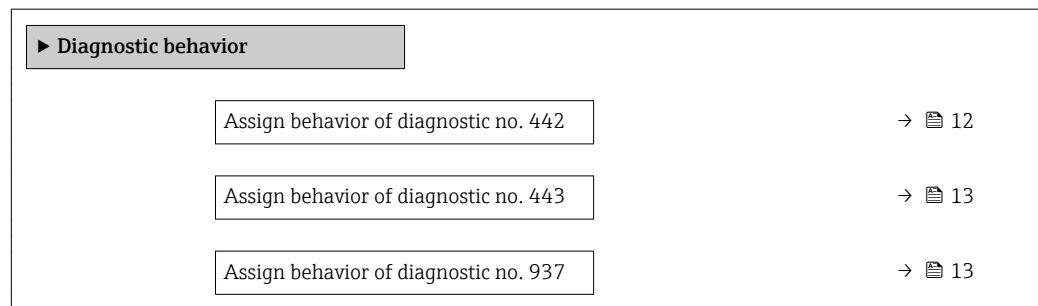 ▶ Diagnostic behavior
Assign behavior of diagnostic no. 442 → 🖹 12
Assign behavior of diagnostic no. 443 → 🖹 13
Assign behavior of diagnostic no. 937 → 🖹 13